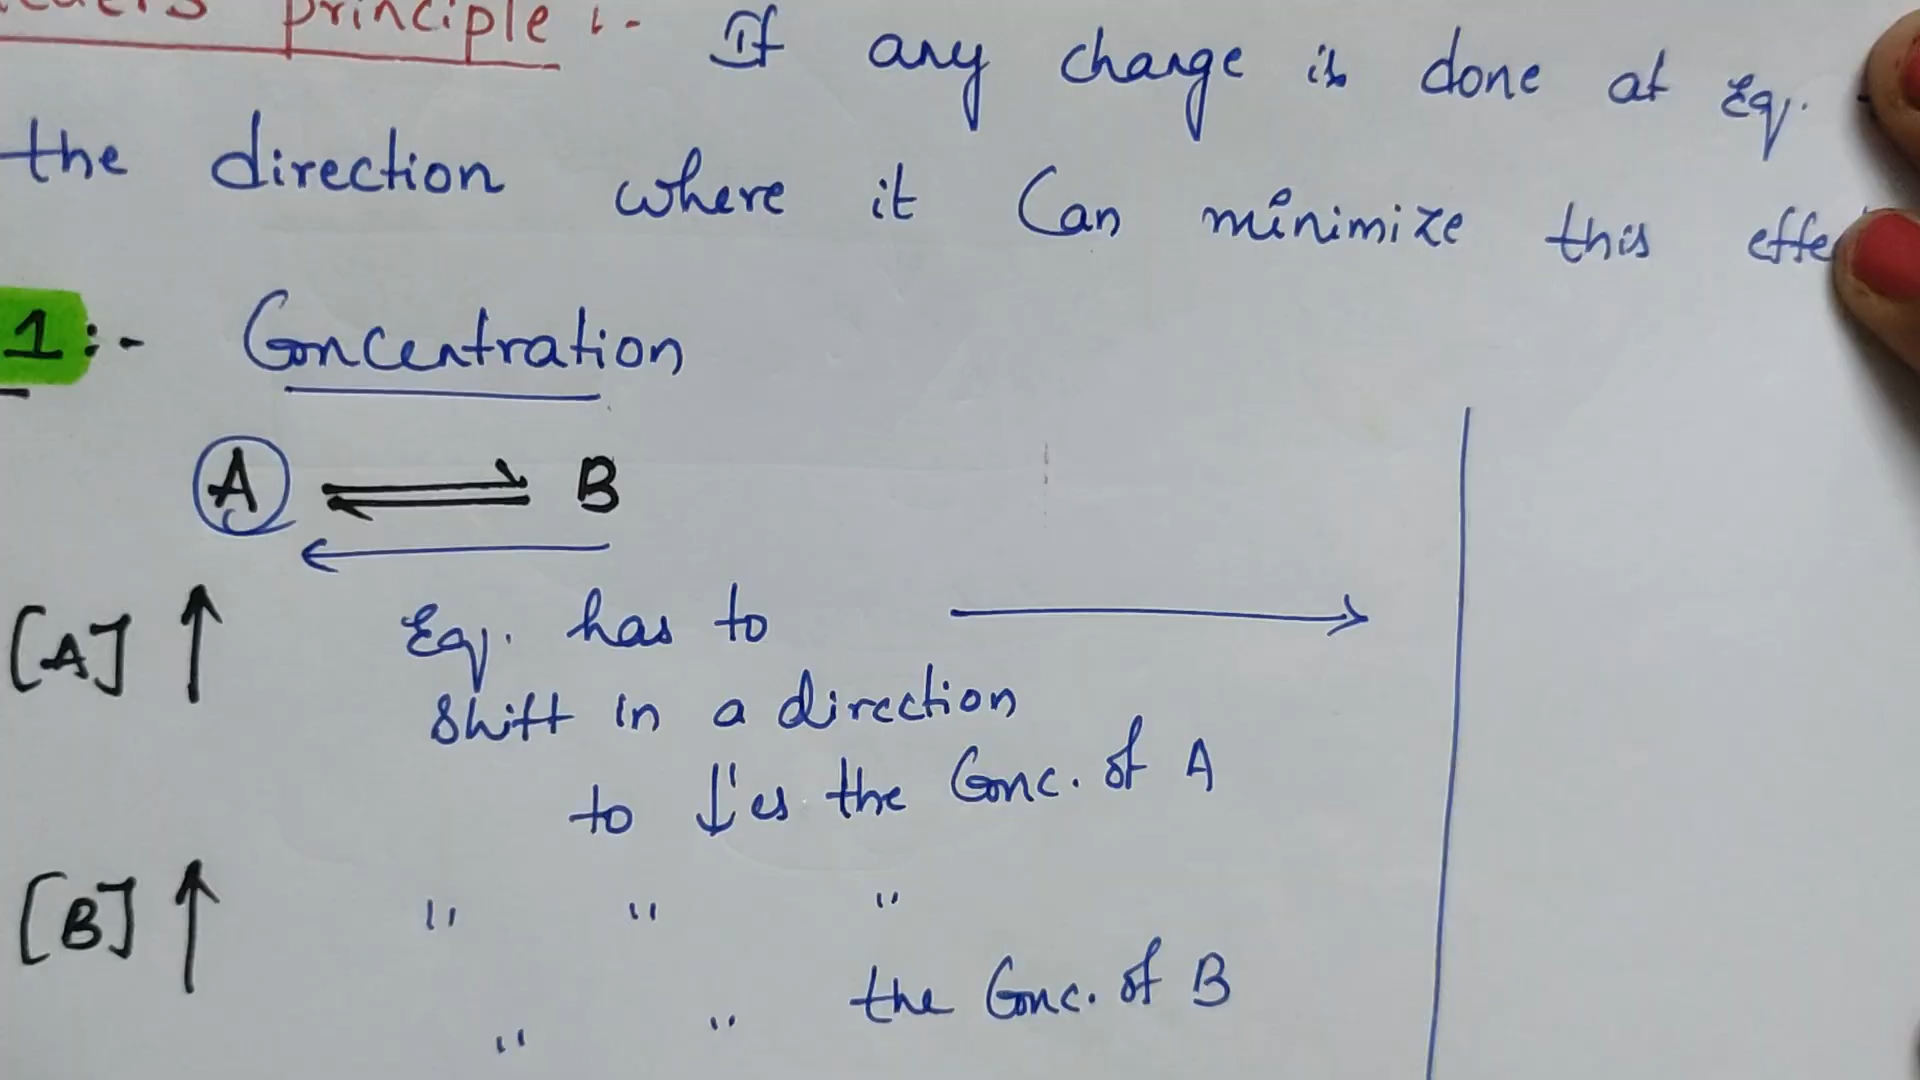 principle :- If any change is done at Eq.
the direction where it can minimize this
1 :- Concentration
A ⇌ B
[A] ↑ Eq. has to
shift in a direction
to ↓'es the Conc. of A
[B] ↑ " " "
" " the Conc. of B